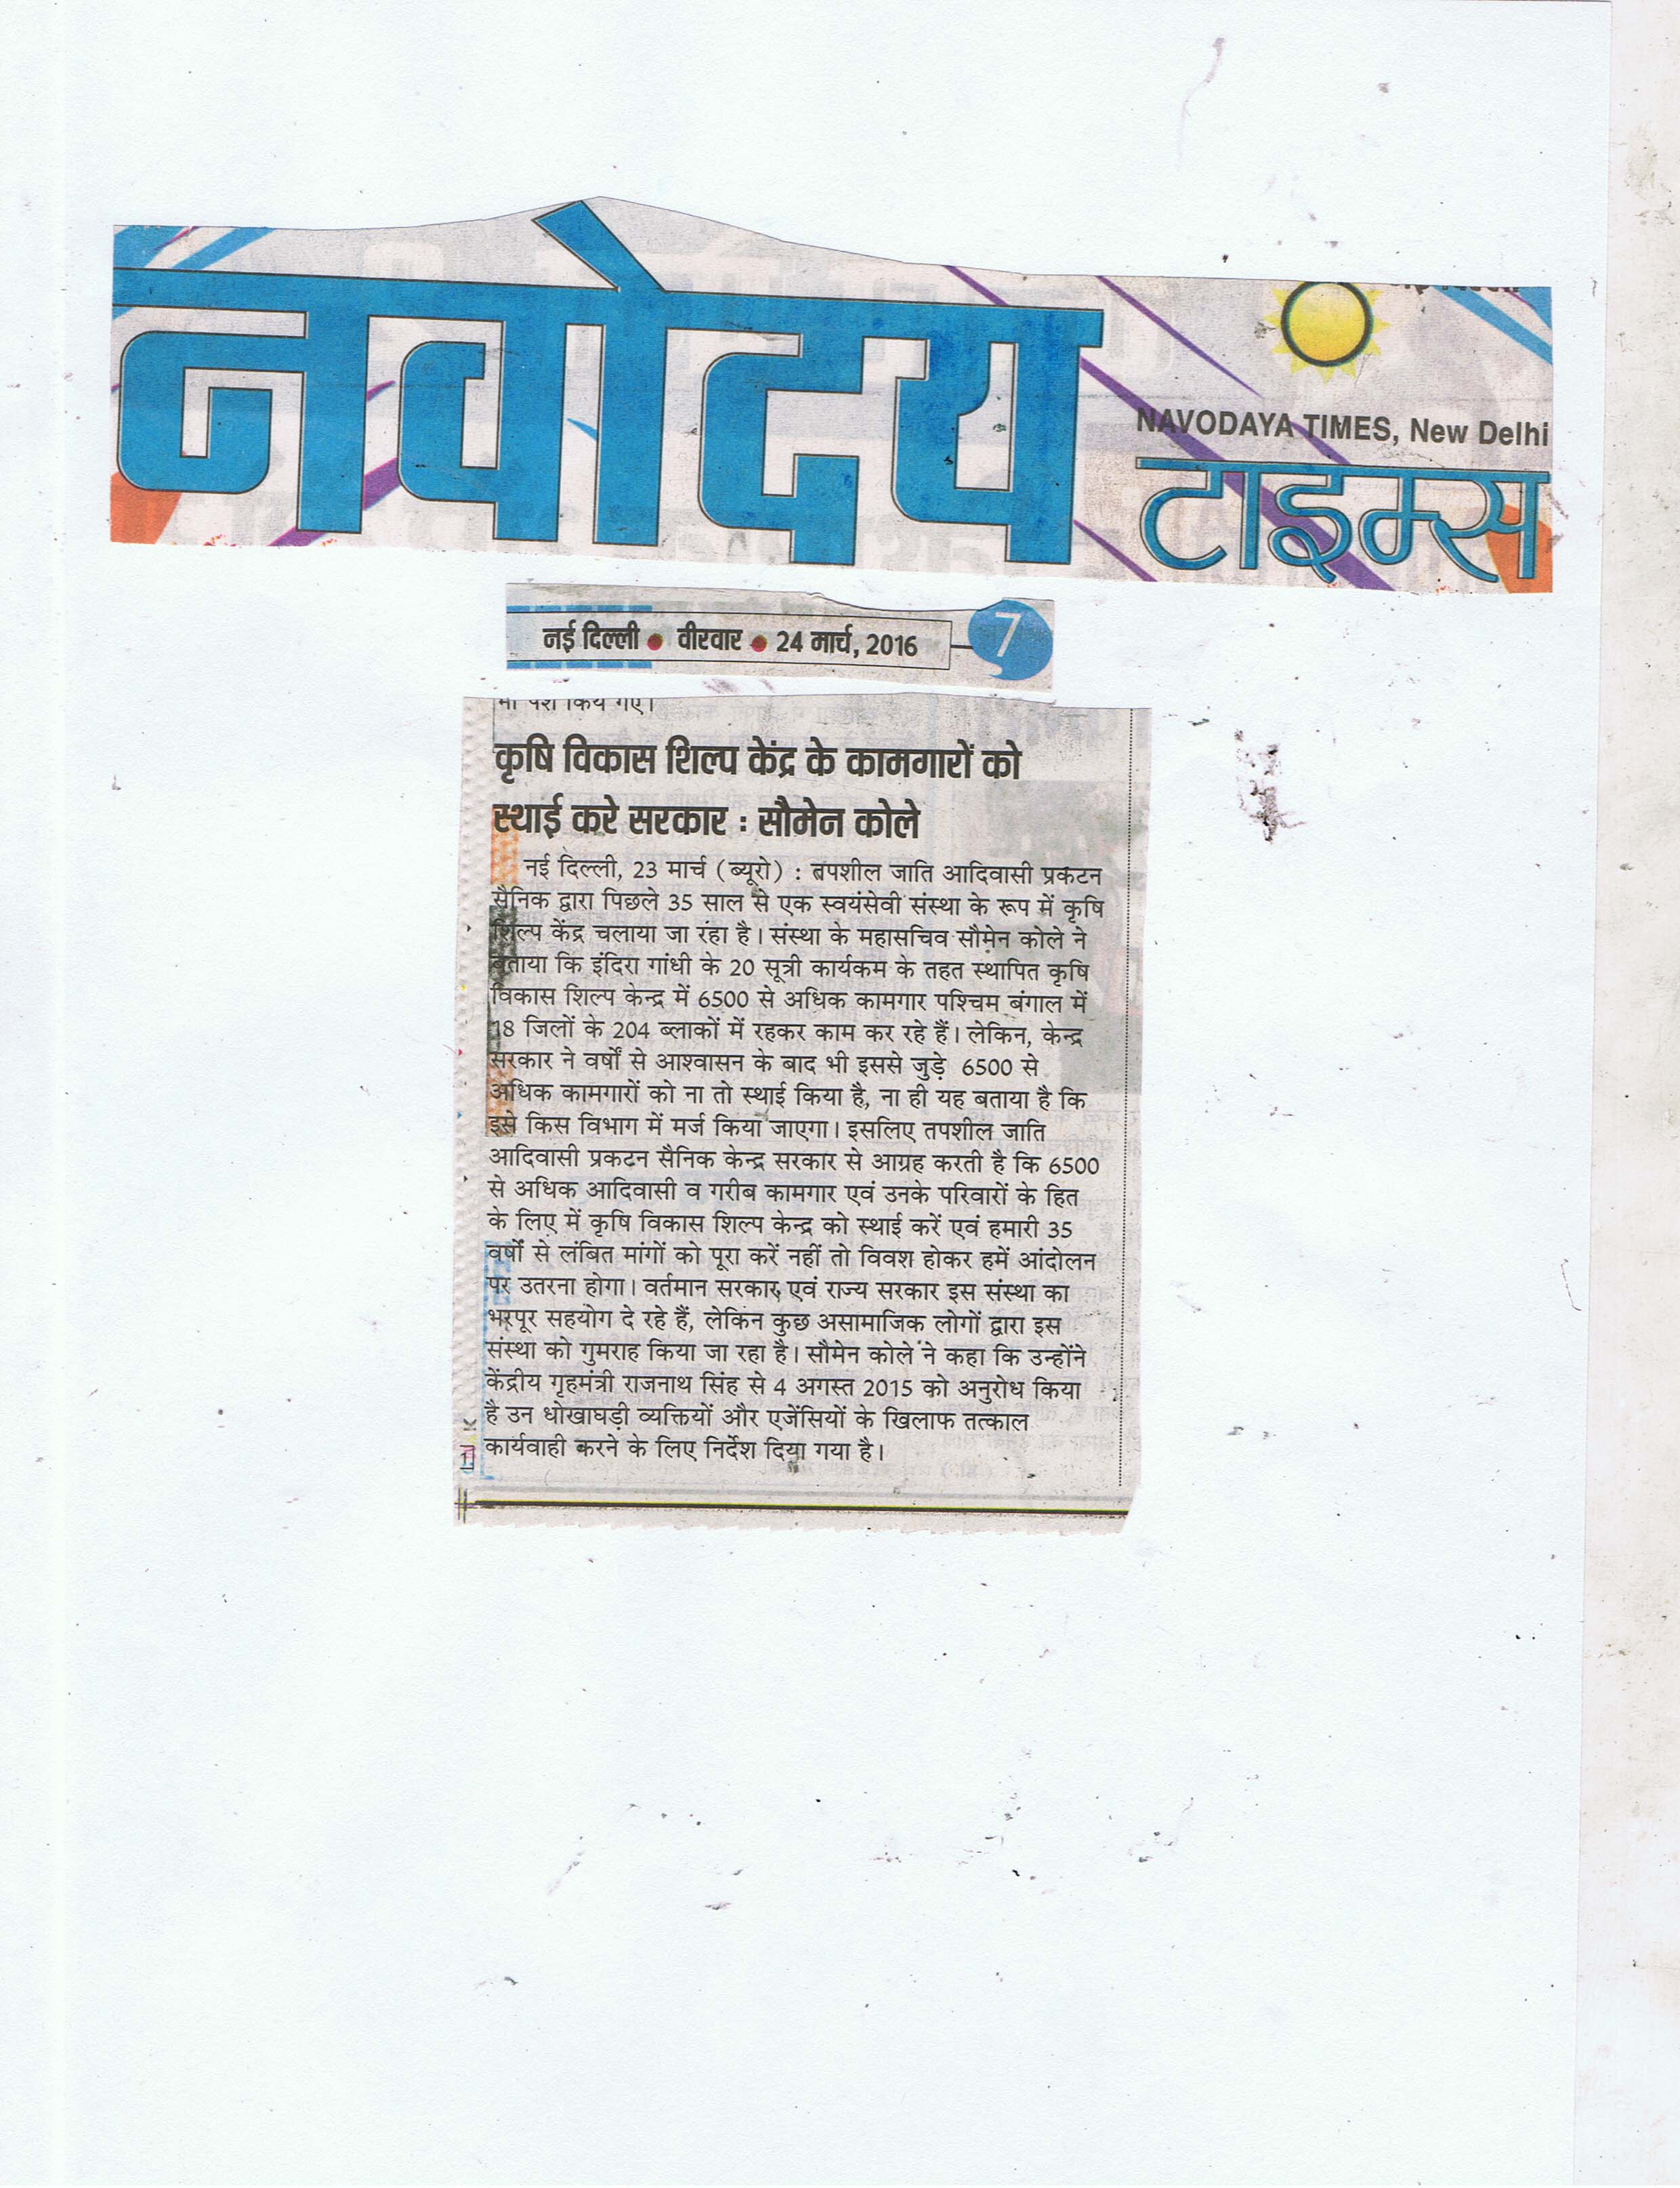 नवोदय
NAVODAYA TIMES, New Delhi
टाइम्स
नई दिल्ली • वीरवार • 24 मार्च, 2016 7
पेश किये गए।
कृषि विकास शिल्प केंद्र के कामगारों को
स्थाई करे सरकार : सौमेन कोले
नई दिल्ली, 23 मार्च (ब्यूरो) : तपशील जाति आदिवासी प्रकटन
सैनिक द्वारा पिछले 35 साल से एक स्वयंसेवी संस्था के रूप में कृषि
शिल्प केंद्र चलाया जा रहा है। संस्था के महासचिव सौमेन कोले ने
बताया कि इंदिरा गांधी के 20 सूत्री कार्यकम के तहत स्थापित कृषि
विकास शिल्प केन्द्र में 6500 से अधिक कामगार पश्चिम बंगाल में
18 जिलों के 204 ब्लाकों में रहकर काम कर रहे हैं। लेकिन, केन्द्र
सरकार ने वर्षों से आश्वासन के बाद भी इससे जुड़े 6500 से
अधिक कामगारों को ना तो स्थाई किया है, ना ही यह बताया है कि
इसे किस विभाग में मर्ज किया जाएगा। इसलिए तपशील जाति
आदिवासी प्रकटन सैनिक केन्द्र सरकार से आग्रह करती है कि 6500
से अधिक आदिवासी व गरीब कामगार एवं उनके परिवारों के हित
के लिए में कृषि विकास शिल्प केन्द्र को स्थाई करें एवं हमारी 35
वर्षों से लंबित मांगों को पूरा करें नहीं तो विवश होकर हमें आंदोलन
पर उतरना होगा। वर्तमान सरकार एवं राज्य सरकार इस संस्था का
भरपूर सहयोग दे रहे हैं, लेकिन कुछ असामाजिक लोगों द्वारा इस
संस्था को गुमराह किया जा रहा है। सौमेन कोले ने कहा कि उन्होंने
केंद्रीय गृहमंत्री राजनाथ सिंह से 4 अगस्त 2015 को अनुरोध किया
है उन धोखाघड़ी व्यक्तियों और एजेंसियों के खिलाफ तत्काल
कार्यवाही करने के लिए निर्देश दिया गया है।